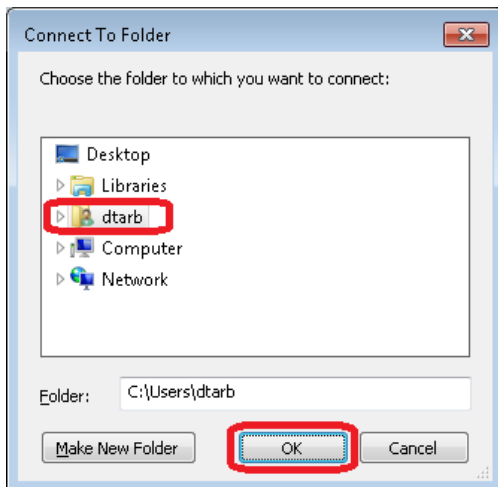 Connect To Folder
Choose the folder to which you want to connect:
Desktop
Libraries
dtarb
Computer
Network
Folder: C:\Users\dtarb
Make New Folder OK Cancel